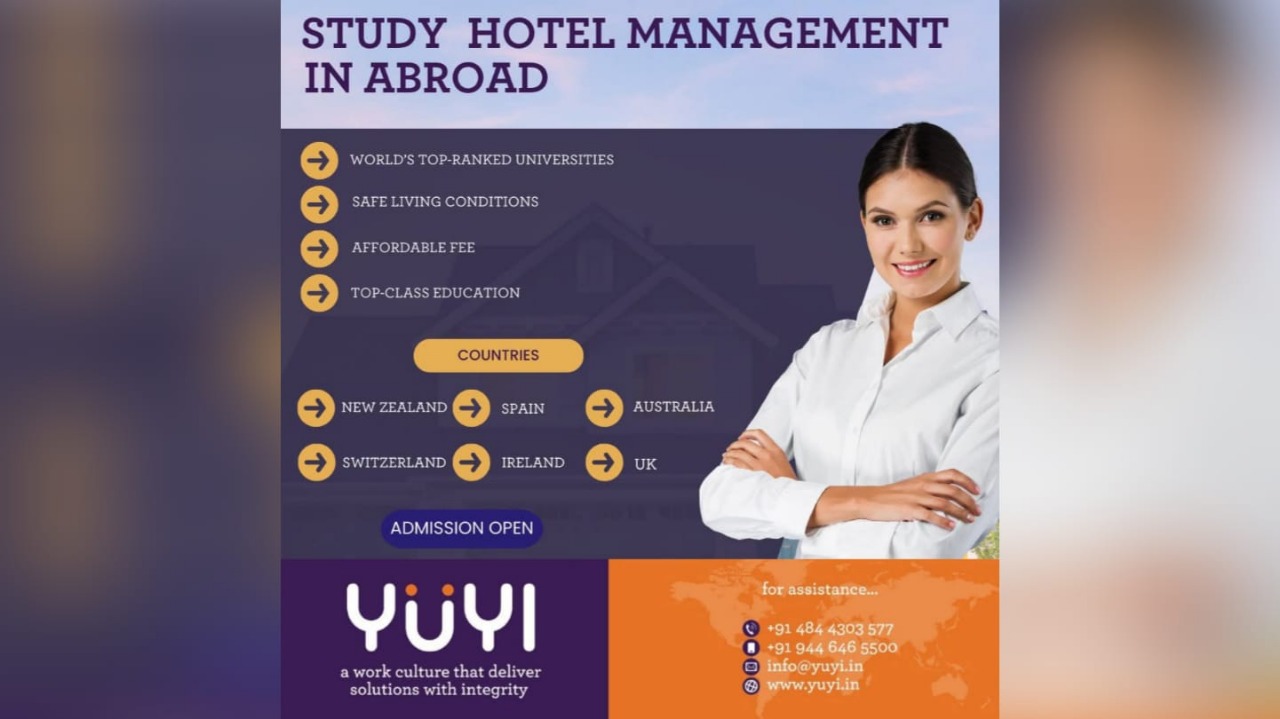 STUDY HOTEL MANAGEMENT
IN ABROAD
WORLD'S TOP-RANKED UNIVERSITIES
SAFE LIVING CONDITIONS
AFFORDABLE FEE
TOP-CLASS EDUCATION
COUNTRIES
NEW ZEALAND
SPAIN
AUSTRALIA
SWITZERLAND
IRELAND
UK
ADMISSION OPEN
YÜYI
a work culture that deliver
solutions with integrity
for assistance...
+91 484 4303 577
+91 944 646 5500
info@yuyi.in
www.yuyi.in